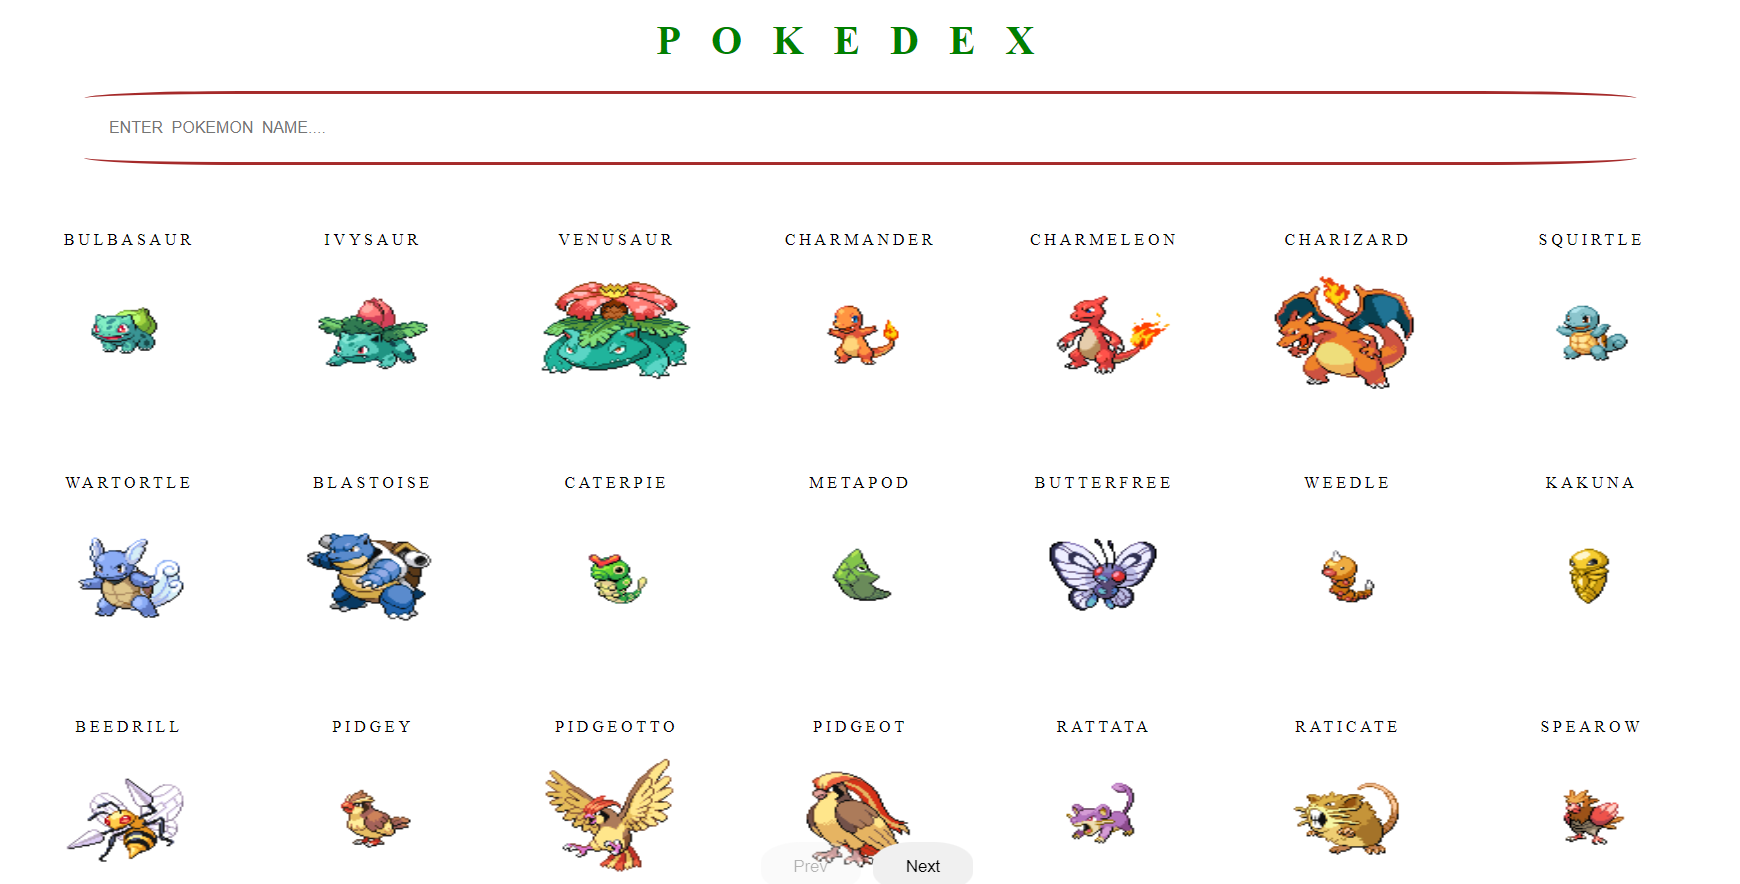 POKEDEX
ENTER POKEMON NAME....
BULBASAUR IVYSAUR VENUSAUR CHARMANDER CHARMELEON CHARIZARD SQUIRTLE
WARTORTLE BLASTOISE CATERPIE METAPOD BUTTERFREE WEEDLE KAKUNA
BEEDRILL PIDGEY PIDGEOTTO PIDGEOT RATTATA RATICATE SPEAROW
Prev Next